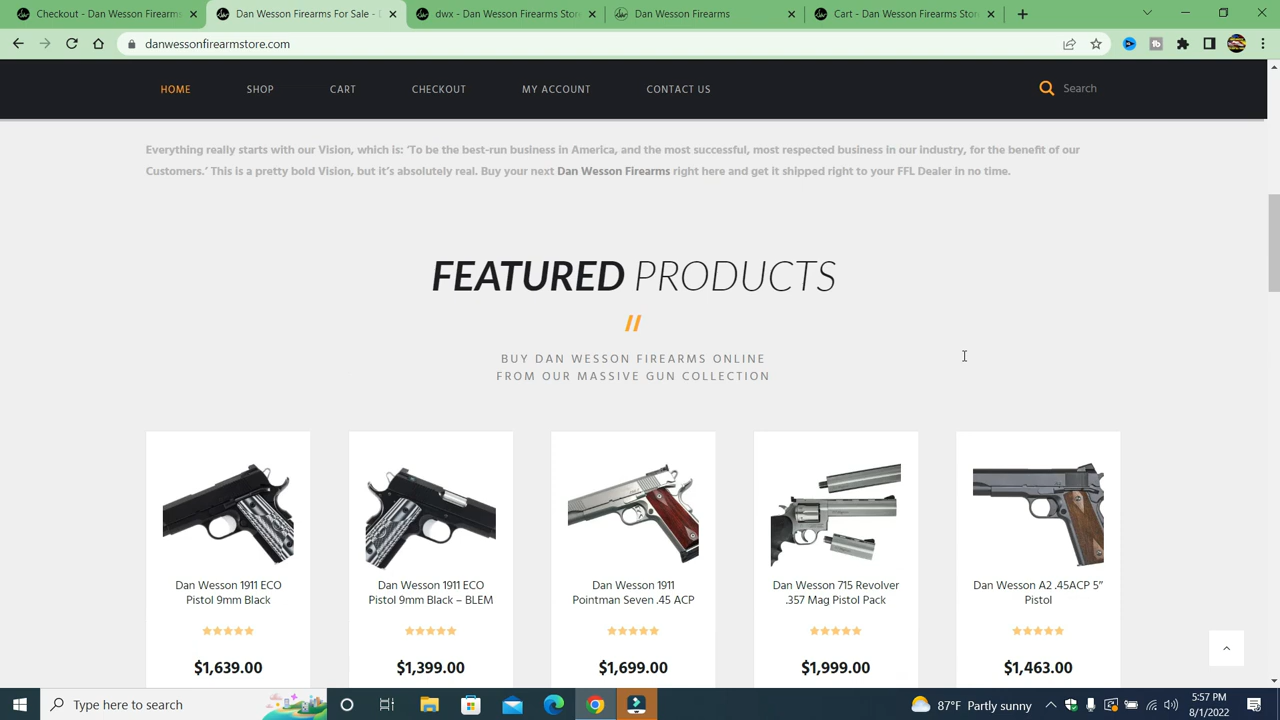 Checkout - Dan Wesson Firearms
Dan Wesson Firearms For Sale - D
dwx - Dan Wesson Firearms Store
Dan Wesson Firearms
Cart - Dan Wesson Firearms Stor
danwessonfirearmstore.com
HOME SHOP CART CHECKOUT MY ACCOUNT CONTACT US Search
Everything really starts with our Vision, which is: ‘To be the best-run business in America, and the most successful, most respected business in our industry, for the benefit of our
Customers.’ This is a pretty bold Vision, but it’s absolutely real. Buy your next Dan Wesson Firearms right here and get it shipped right to your FFL Dealer in no time.
FEATURED PRODUCTS
//
BUY DAN WESSON FIREARMS ONLINE
FROM OUR MASSIVE GUN COLLECTION
Dan Wesson 1911 ECO
Pistol 9mm Black
$1,639.00
Dan Wesson 1911 ECO
Pistol 9mm Black – BLEM
$1,399.00
Dan Wesson 1911
Pointman Seven .45 ACP
$1,699.00
Dan Wesson 715 Revolver
.357 Mag Pistol Pack
$1,999.00
Dan Wesson A2 .45ACP 5″
Pistol
$1,463.00
Type here to search
87°F Partly sunny
5:57 PM
8/1/2022